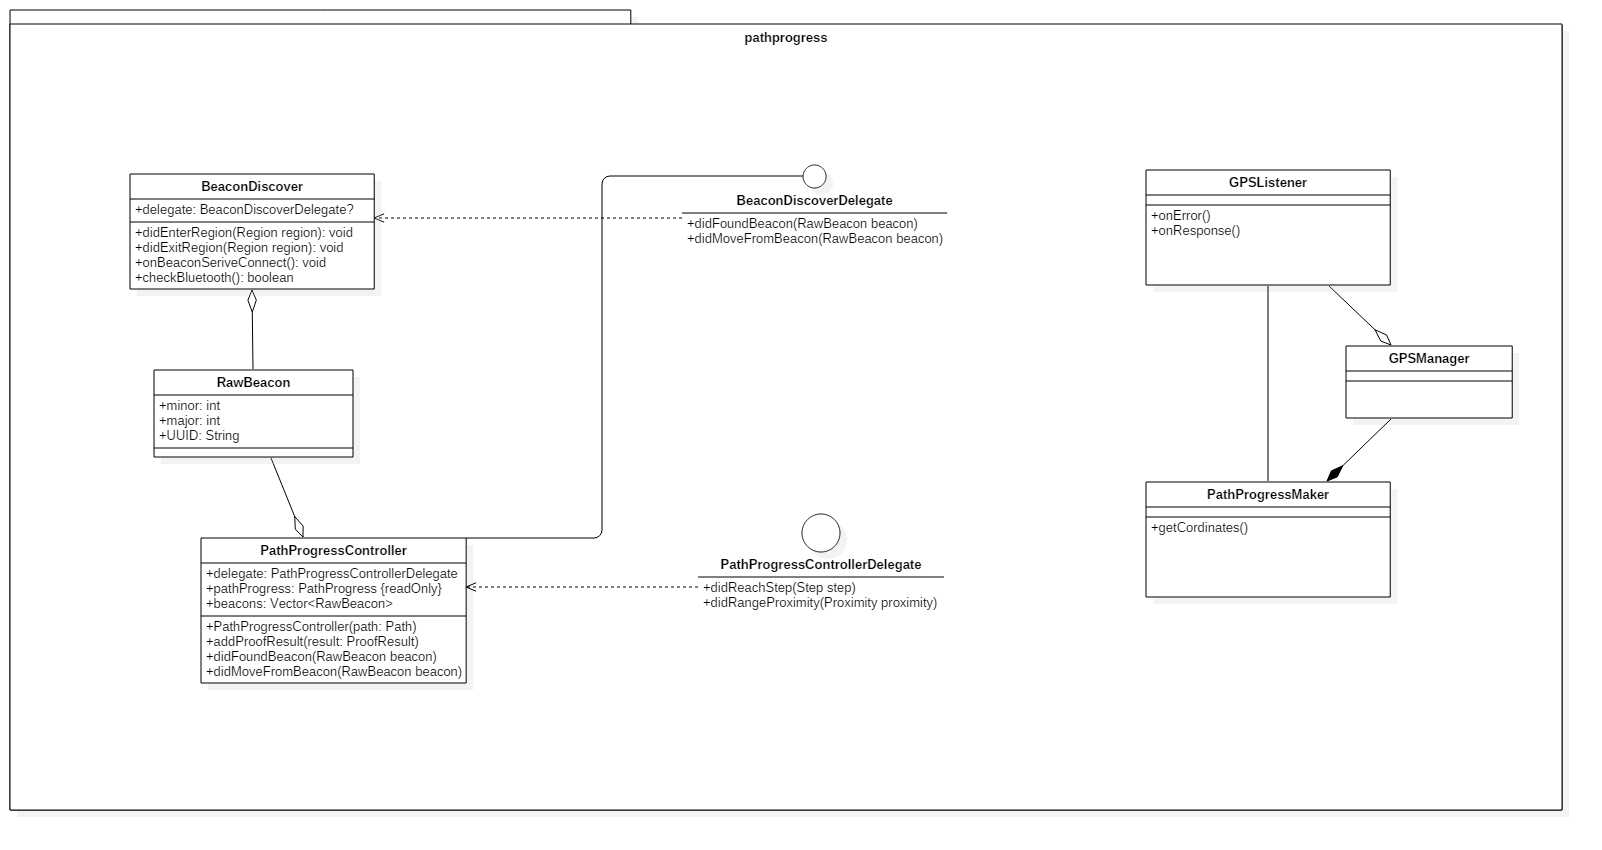 pathprogress
BeaconDiscover
+delegate: BeaconDiscoverDelegate?
+didEnterRegion(Region region): void
+didExitRegion(Region region): void
+onBeaconSeriveConnect(): void
+checkBluetooth(): boolean
BeaconDiscoverDelegate
+didFoundBeacon(RawBeacon beacon)
+didMoveFromBeacon(RawBeacon beacon)
GPSListener
+onError()
+onResponse()
RawBeacon
+minor: int
+major: int
+UUID: String
GPSManager
PathProgressController
+delegate: PathProgressControllerDelegate
+pathProgress: PathProgress {readOnly}
+beacons: Vector<RawBeacon>
+PathProgressController(path: Path)
+addProofResult(result: ProofResult)
+didFoundBeacon(RawBeacon beacon)
+didMoveFromBeacon(RawBeacon beacon)
PathProgressControllerDelegate
+didReachStep(Step step)
+didRangeProximity(Proximity proximity)
PathProgressMaker
+getCordinates()